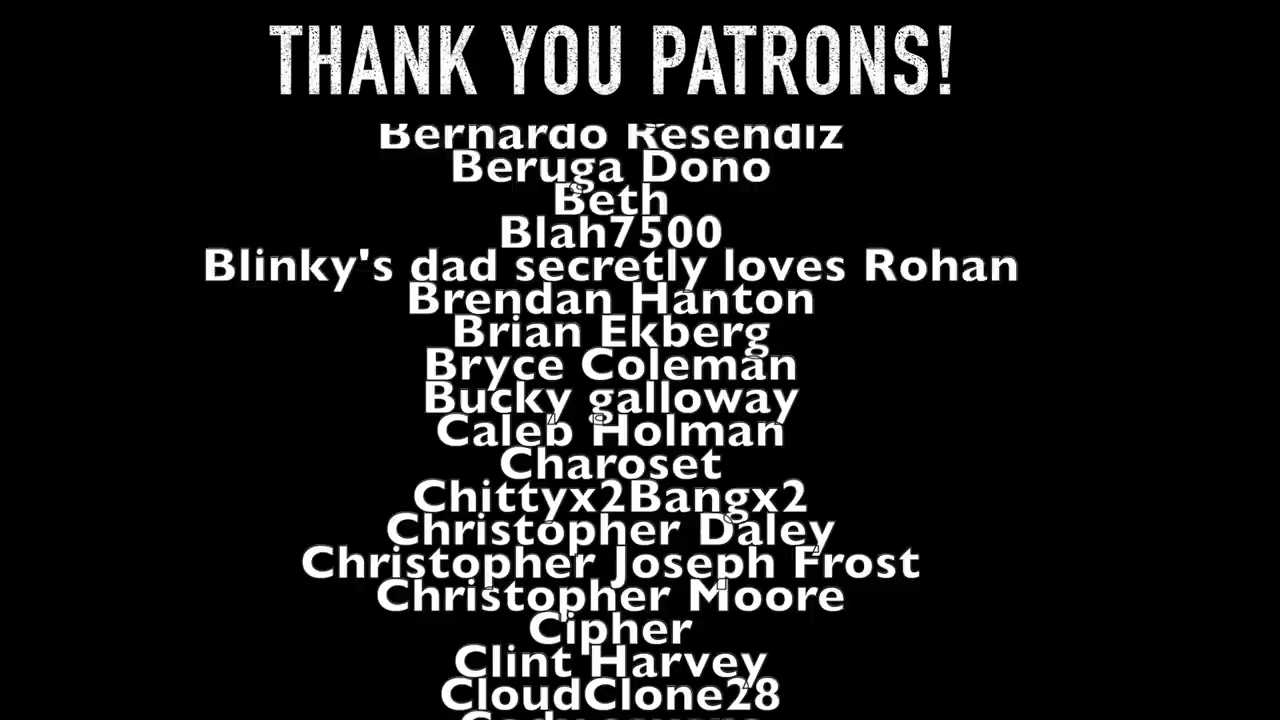 THANK YOU PATRONS!
Bernardo Resendiz
Beruga Dono
Beth
Blah7500
Blinky's dad secretly loves Rohan
Brendan Hanton
Brian Ekberg
Bryce Coleman
Bucky galloway
Caleb Holman
Charoset
Chittyx2Bangx2
Christopher Daley
Christopher Joseph Frost
Christopher Moore
Cipher
Clint Harvey
CloudClone28